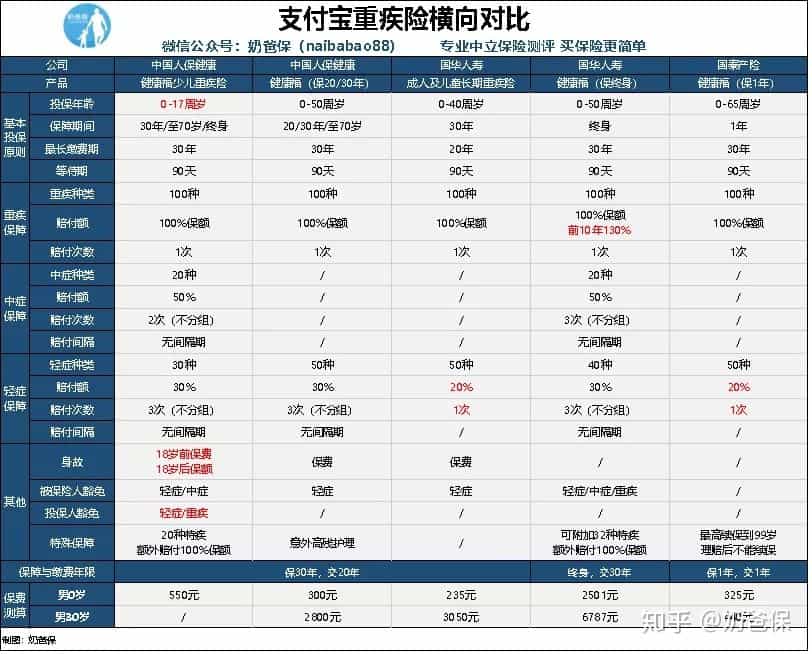 支付宝重疾险横向对比
微信公众号：奶爸保（naibabao88） 专业中立保险测评 买保险更简单
公司 中国人保健康 中国人保健康 国华人寿 国华人寿 国泰产险
产品 健康福少儿重疾险 健康福（保20/30年） 成人及儿童长期重疾险 健康福（保终身） 健康福（保1年）
基本投保原则
投保年龄 0-17周岁 0-50周岁 0-40周岁 0-50周岁 0-65周岁
保障期间 30年/至70岁/终身 20/30年/至70岁 30年 终身 1年
最长缴费期 30年 30年 20年 30年 30年
等待期 90天 90天 90天 90天 90天
重疾保障
重疾种类 100种 100种 100种 100种 100种
赔付额 100%保额 100%保额 100%保额 100%保额 100%保额
前10年130%
赔付次数 1次 1次 1次 1次 1次
中症保障
中症种类 20种 / / 20种 /
赔付额 50% / / 50% /
赔付次数 2次（不分组） / / 3次（不分组） /
赔付间隔 无间隔期 / / 无间隔期 /
轻症保障
轻症种类 30种 50种 50种 40种 50种
赔付额 30% 30% 20% 30% 20%
赔付次数 3次（不分组） 3次（不分组） 1次 3次（不分组） 1次
赔付间隔 无间隔期 无间隔期 / 无间隔期 /
其他
身故 18岁前保费 保费 保费 / /
18岁后保额
被保险人豁免 轻症/中症 轻症 轻症 轻症/中症/重疾 /
投保人豁免 轻症/重疾 / / / /
特殊保障 20种特疾 意外高残护理 / 可附加32种特疾 最高续保到99岁
额外赔付100%保额 额外赔付100%保额 理赔后不能续保
保障与缴费年限 保30年，交20年 终身，交30年 保1年，交1年
保费测算
男0岁 550元 300元 235元 2501元 325元
男30岁 / 2800元 3050元 6787元
知乎 @奶爸保
制图：奶爸保